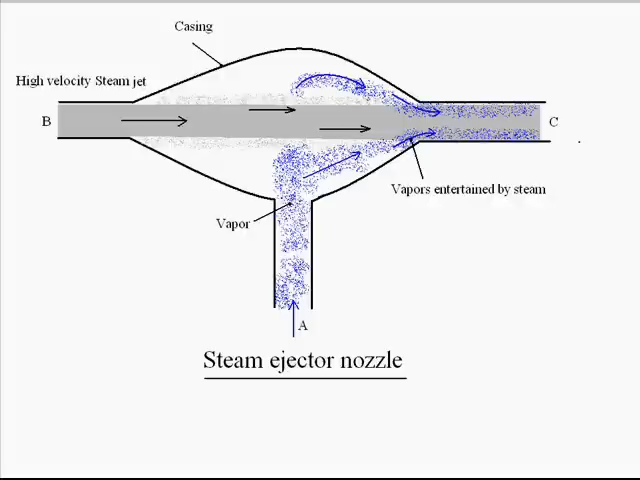 Casing
High velocity Steam jet
B
C
Vapors entertained by steam
Vapor
A
Steam ejector nozzle